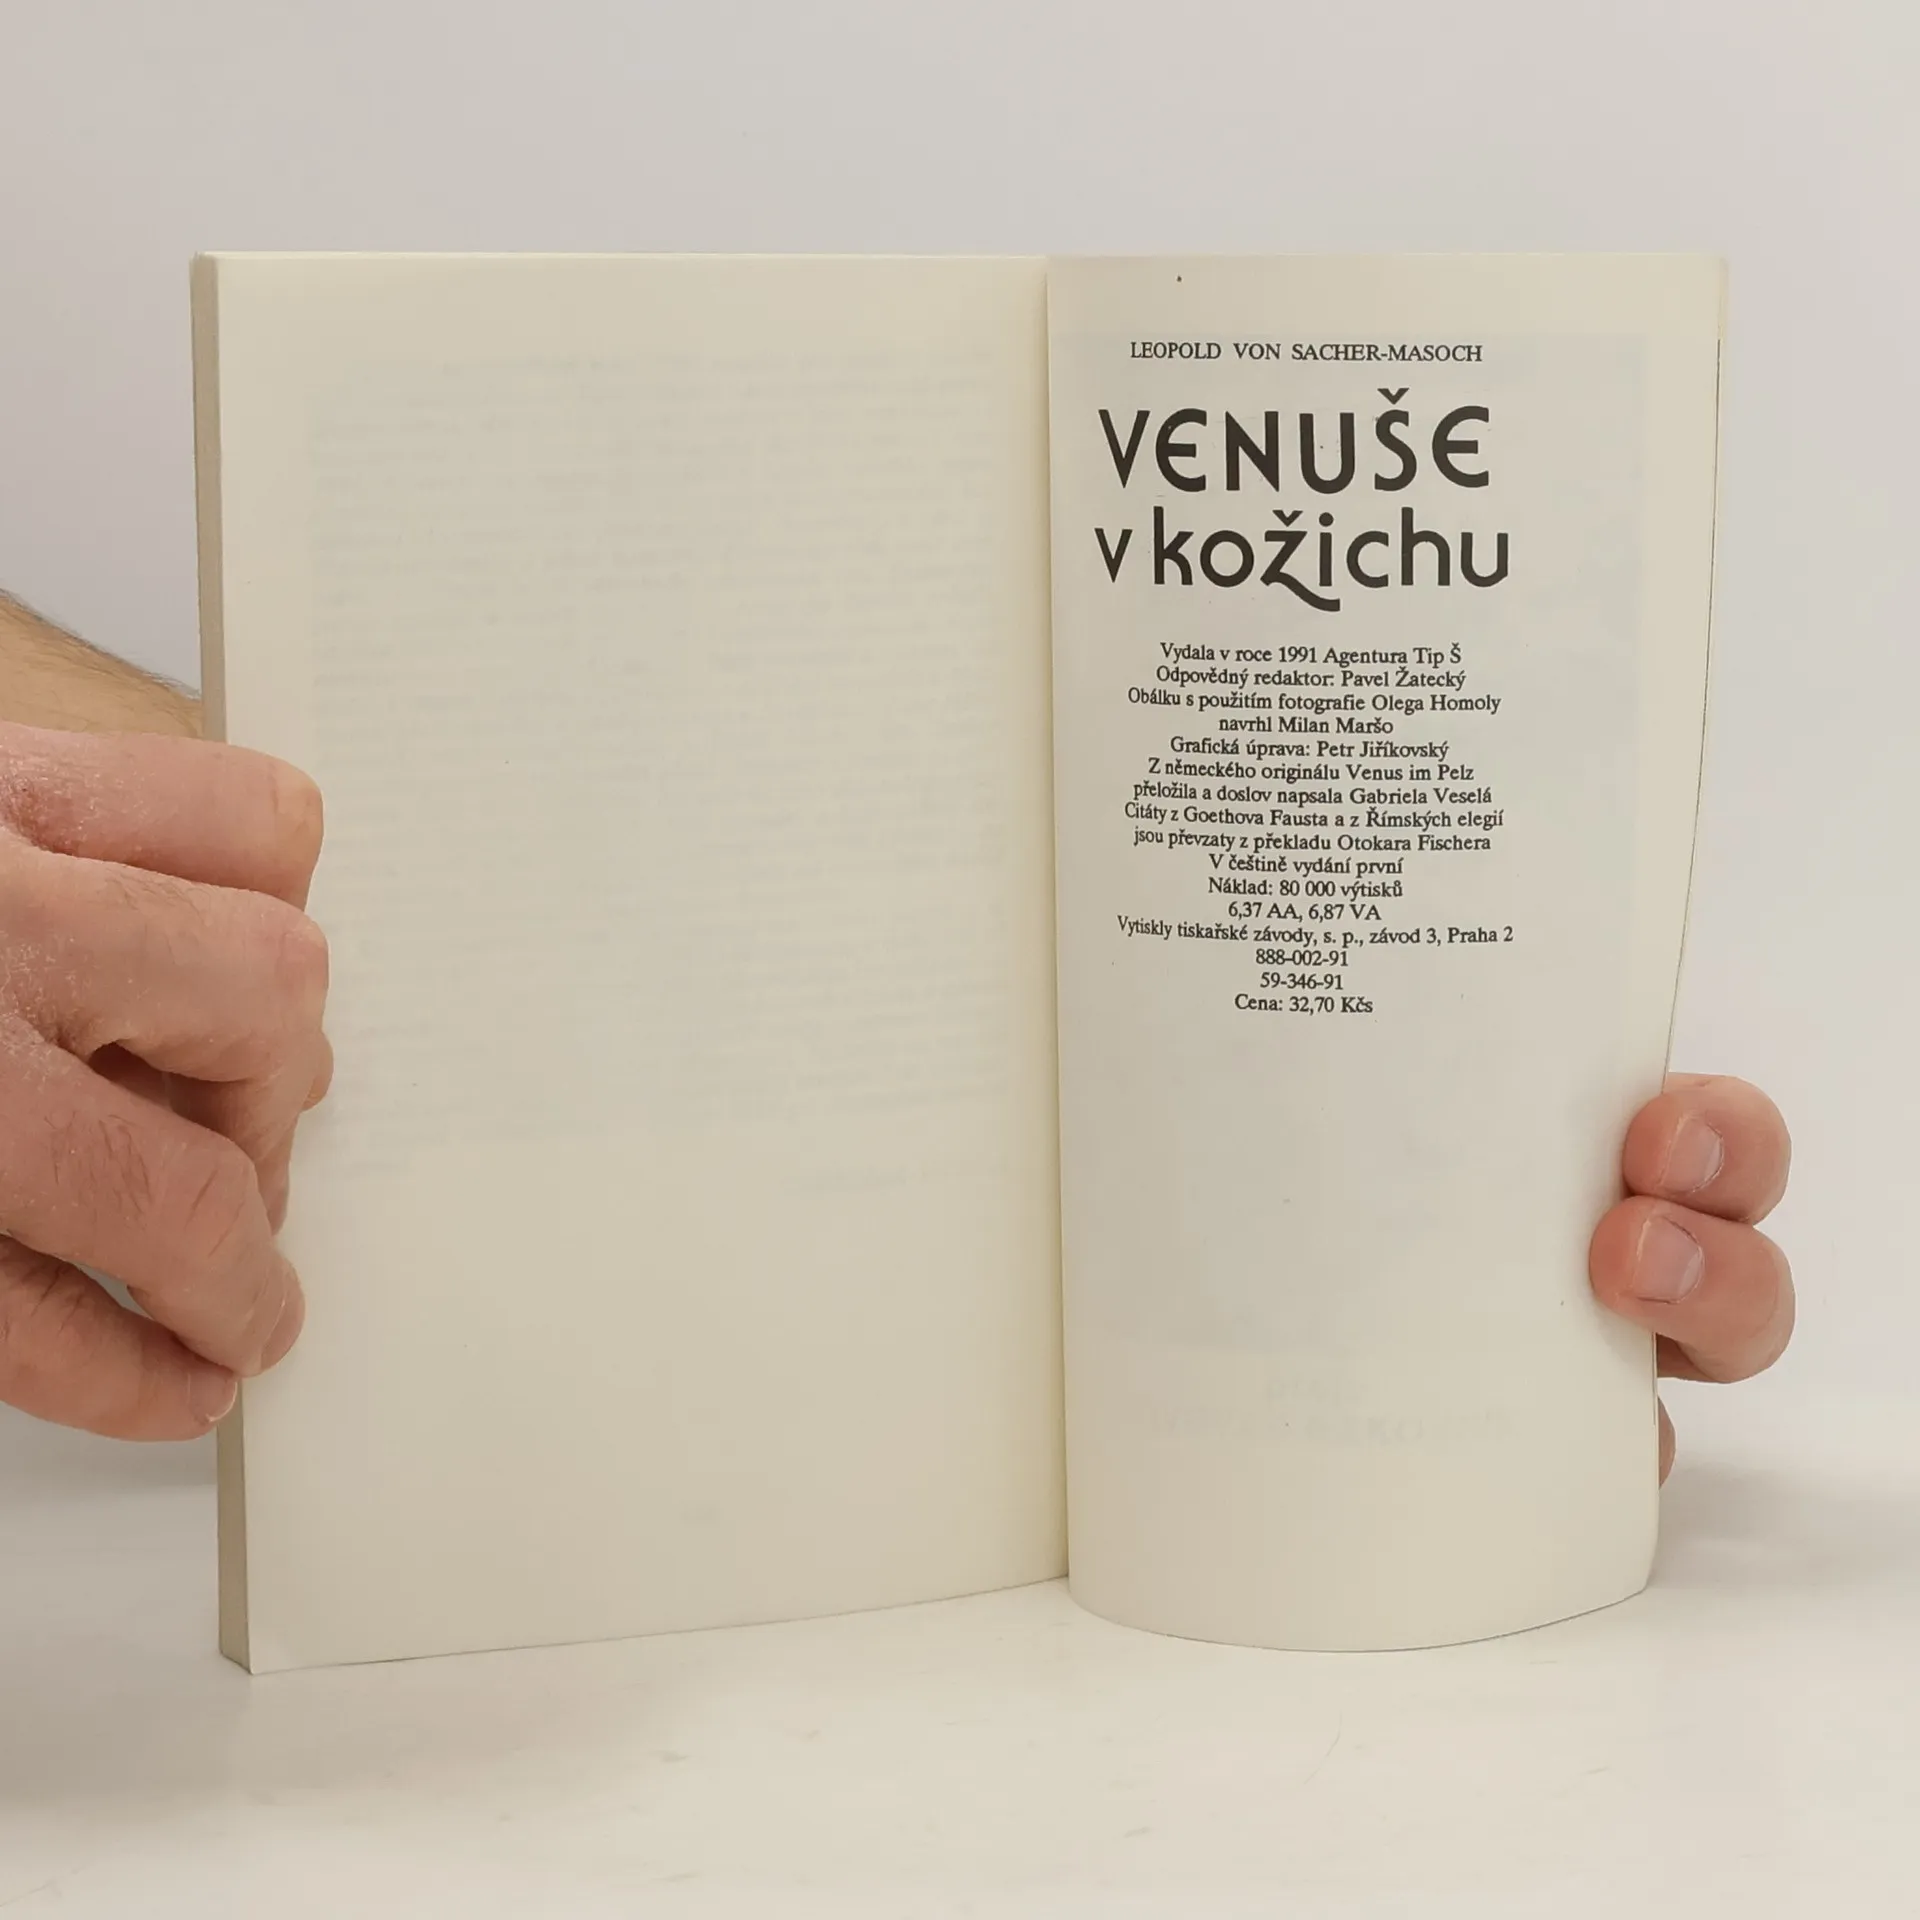 LEOPOLD VON SACHER-MASOCH
VENUŠE
v kožichu
Vydala v roce 1991 Agentura Tip Š
Odpovědný redaktor: Pavel Žatecký
Obálku s použitím fotografie Olega Homoly
navrhl Milan Maršo
Grafická úprava: Petr Jiříkovský
Z německého originálu Venus im Pelz
přeložila a doslov napsala Gabriela Veselá
Citáty z Goethova Fausta a z Římských elegií
jsou převzaty z překladu Otokara Fischera
V češtině vydání první
Náklad: 80 000 výtisků
6,37 AA, 6,87 VA
Vytiskly tiskařské závody, s. p., závod 3, Praha 2
888-002-91
59-346-91
Cena: 32,70 Kčs